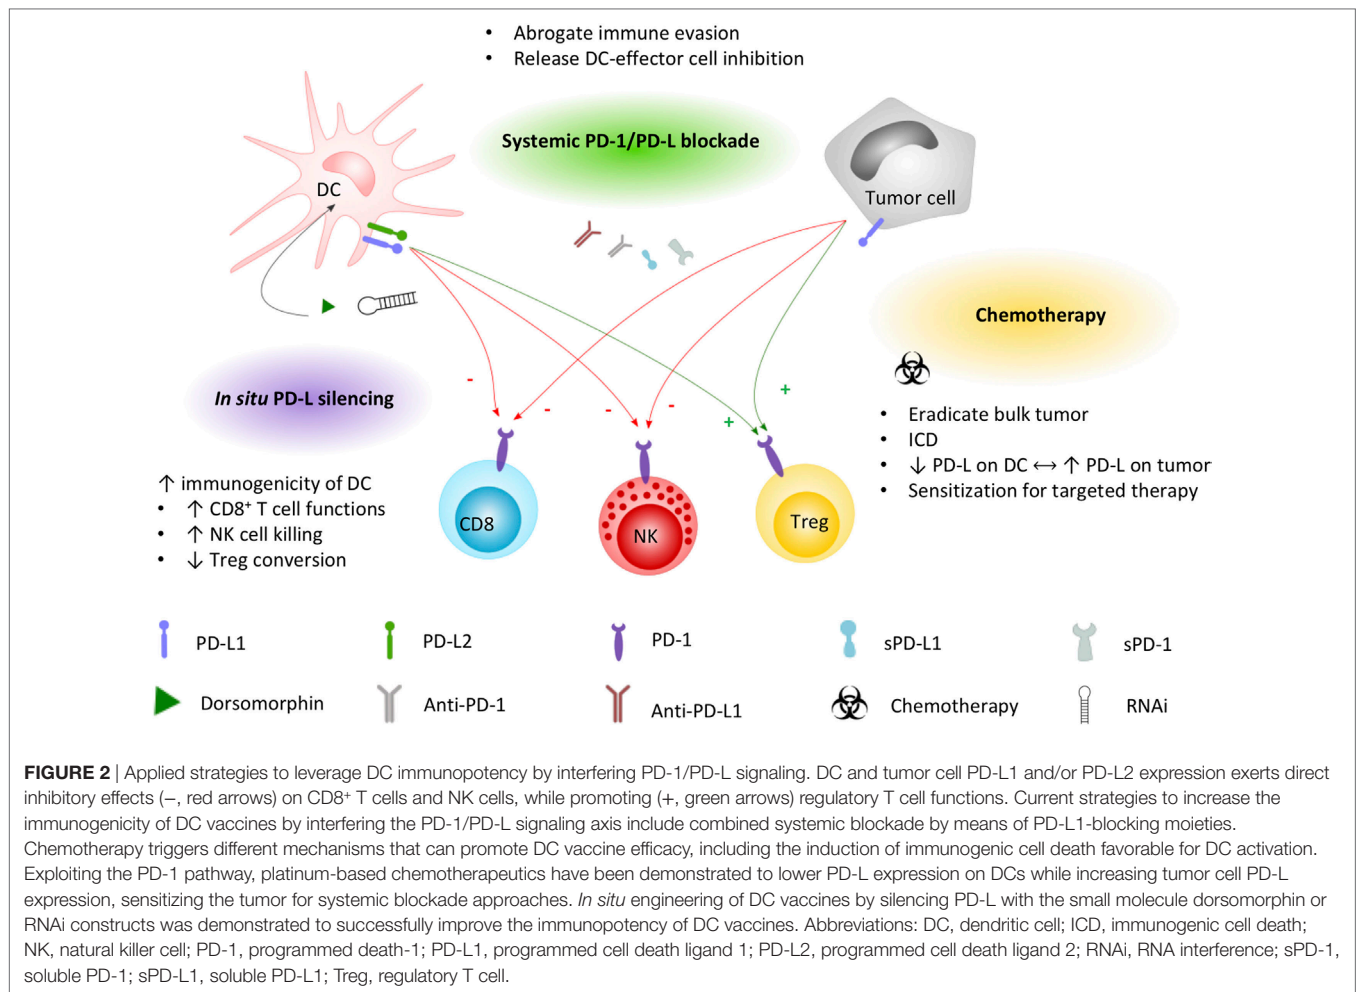 • Abrogate immune evasion
• Release DC-effector cell inhibition
Systemic PD-1/PD-L blockade
DC
Tumor cell
Chemotherapy
In situ PD-L silencing
-
-
-
-
+
+
↑ immunogenicity of DC
• ↑ CD8⁺ T cell functions
• ↑ NK cell killing
• ↓ Treg conversion
• Eradicate bulk tumor
• ICD
• ↓ PD-L on DC ↔ ↑ PD-L on tumor
• Sensitization for targeted therapy
CD8
NK
Treg
PD-L1
PD-L2
PD-1
sPD-L1
sPD-1
Dorsomorphin
Anti-PD-1
Anti-PD-L1
Chemotherapy
RNAi
FIGURE 2 | Applied strategies to leverage DC immunopotency by interfering PD-1/PD-L signaling. DC and tumor cell PD-L1 and/or PD-L2 expression exerts direct
inhibitory effects (−, red arrows) on CD8⁺ T cells and NK cells, while promoting (+, green arrows) regulatory T cell functions. Current strategies to increase the
immunogenicity of DC vaccines by interfering the PD-1/PD-L signaling axis include combined systemic blockade by means of PD-L1-blocking moieties.
Chemotherapy triggers different mechanisms that can promote DC vaccine efficacy, including the induction of immunogenic cell death favorable for DC activation.
Exploiting the PD-1 pathway, platinum-based chemotherapeutics have been demonstrated to lower PD-L expression on DCs while increasing tumor cell PD-L
expression, sensitizing the tumor for systemic blockade approaches. In situ engineering of DC vaccines by silencing PD-L with the small molecule dorsomorphin or
RNAi constructs was demonstrated to successfully improve the immunopotency of DC vaccines. Abbreviations: DC, dendritic cell; ICD, immunogenic cell death;
NK, natural killer cell; PD-1, programmed death-1; PD-L1, programmed cell death ligand 1; PD-L2, programmed cell death ligand 2; RNAi, RNA interference; sPD-1,
soluble PD-1; sPD-L1, soluble PD-L1; Treg, regulatory T cell.